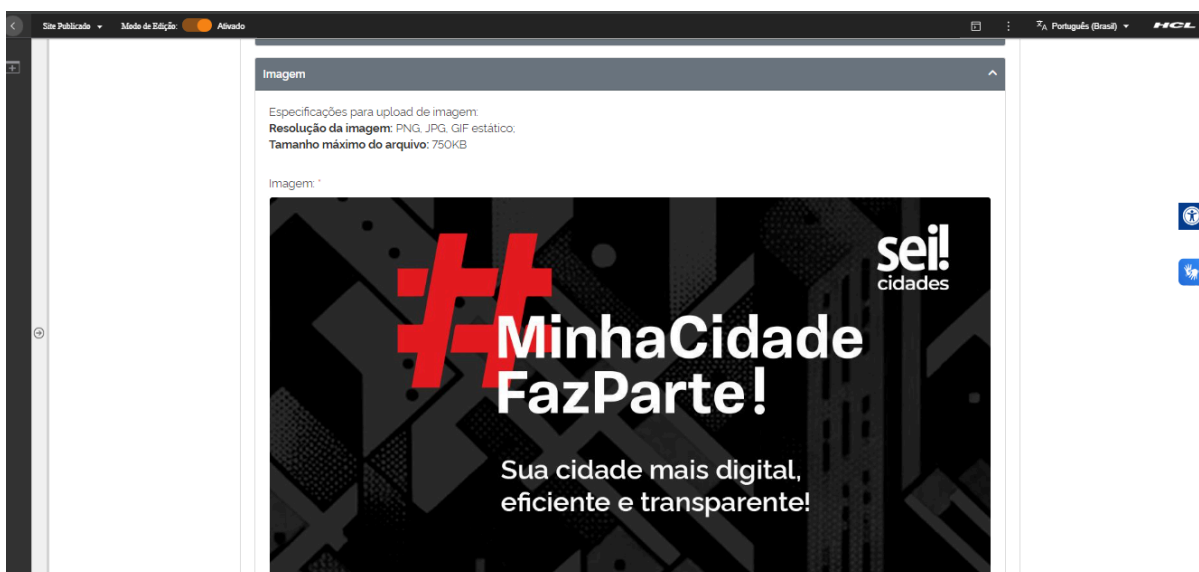 Site Publicado
Modo de Edição:
Ativado
Português (Brasil)
HCL
Imagem
Especificações para upload de imagem:
Resolução da imagem: PNG, JPG, GIF estático;
Tamanho máximo do arquivo: 750KB
Imagem: *
sei!
cidades
#MinhaCidade
FazParte!
Sua cidade mais digital,
eficiente e transparente!